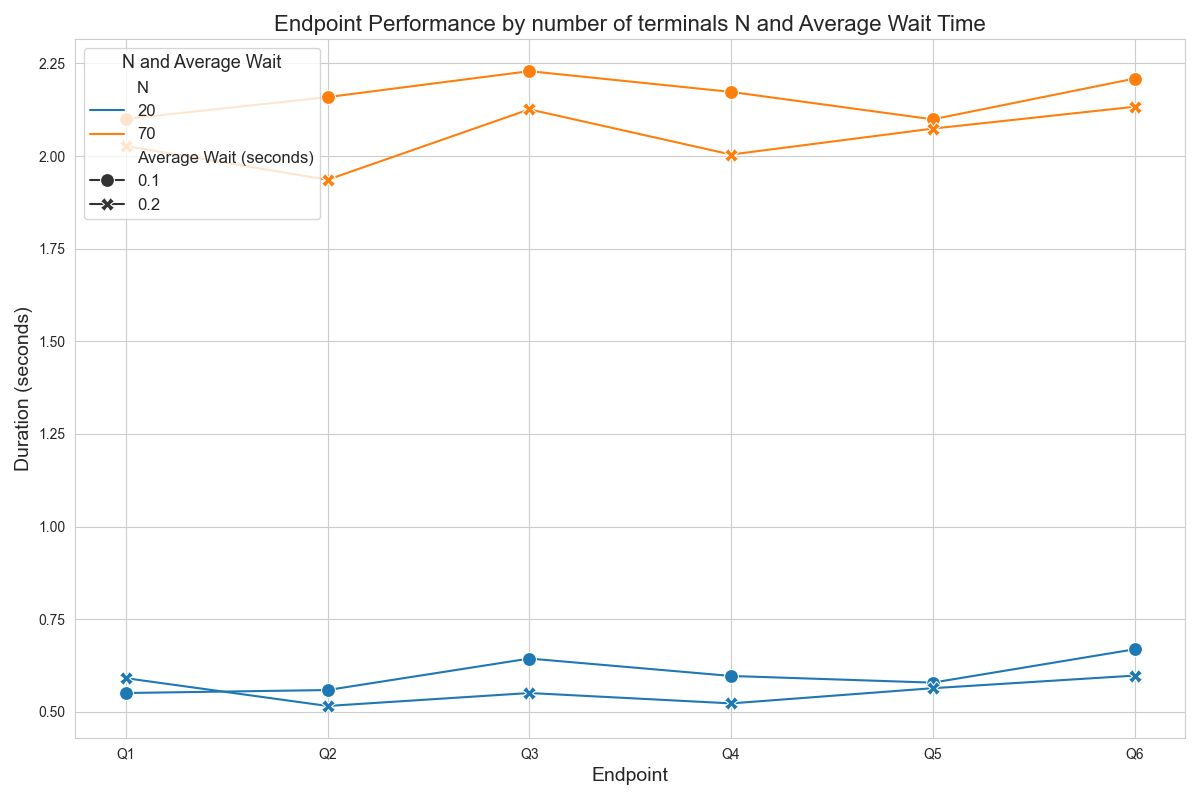 Endpoint Performance by number of terminals N and Average Wait Time
N and Average Wait
N
20
70
Average Wait (seconds)
0.1
0.2
Duration (seconds)
2.25
2.00
1.75
1.50
1.25
1.00
0.75
0.50
Q1 Q2 Q3 Q4 Q5 Q6
Endpoint